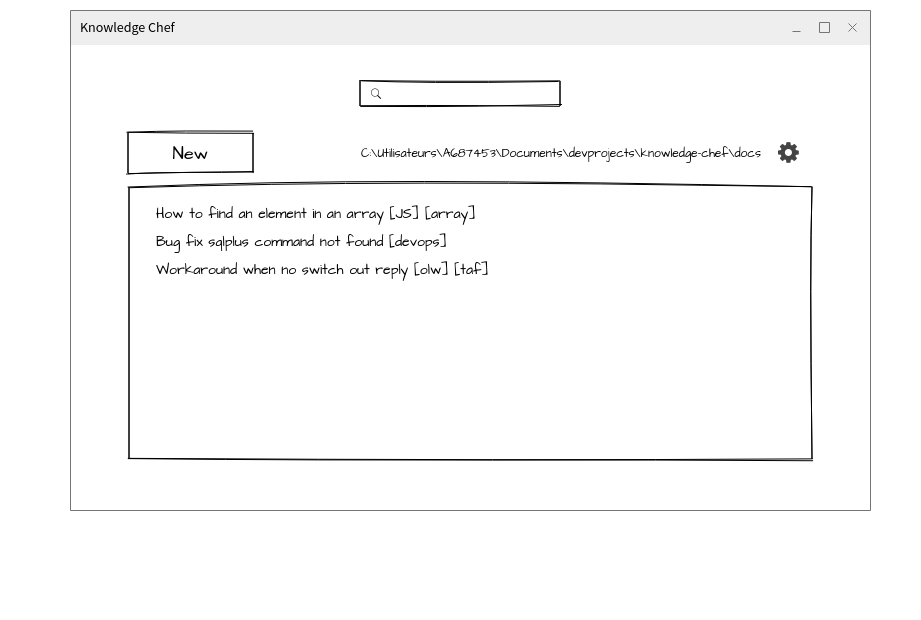 Knowledge Chef
New
C:\Utilisateurs\A687453\Documents\devprojects\knowledge-chef\docs
How to find an element in an array [JS] [array]
Bug fix sqlplus command not found [devops]
Workaround when no switch out reply [olw] [taf]